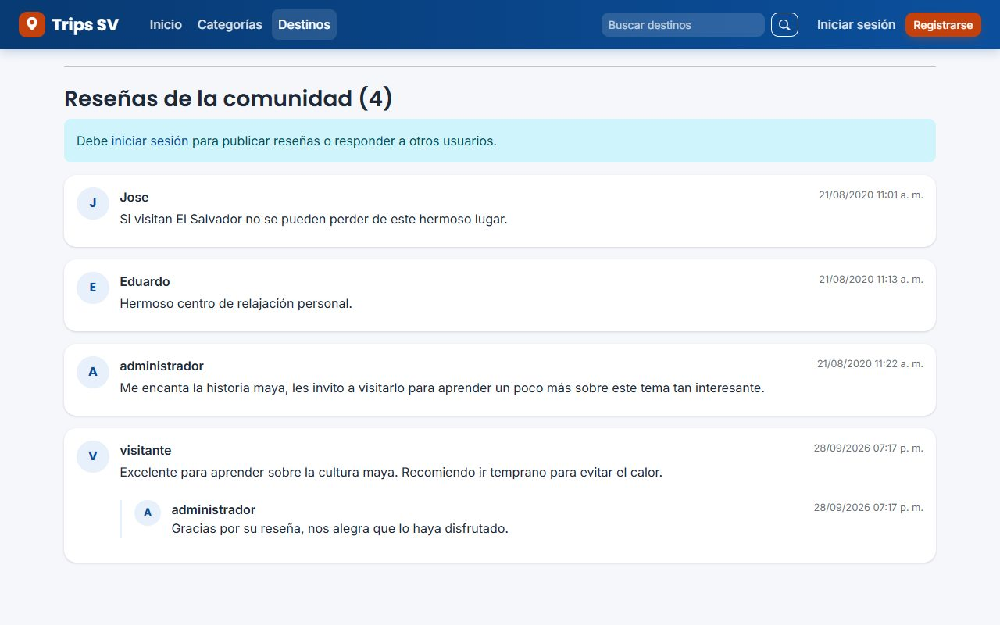 Trips SV
Inicio
Categorías
Destinos
Buscar destinos
Iniciar sesión
Registrarse
Reseñas de la comunidad (4)
Debe iniciar sesión para publicar reseñas o responder a otros usuarios.
J
Jose
21/08/2020 11:01 a. m.
Si visitan El Salvador no se pueden perder de este hermoso lugar.
E
Eduardo
21/08/2020 11:13 a. m.
Hermoso centro de relajación personal.
A
administrador
21/08/2020 11:22 a. m.
Me encanta la historia maya, les invito a visitarlo para aprender un poco más sobre este tema tan interesante.
V
visitante
28/09/2026 07:17 p. m.
Excelente para aprender sobre la cultura maya. Recomiendo ir temprano para evitar el calor.
A
administrador
28/09/2026 07:17 p. m.
Gracias por su reseña, nos alegra que lo haya disfrutado.